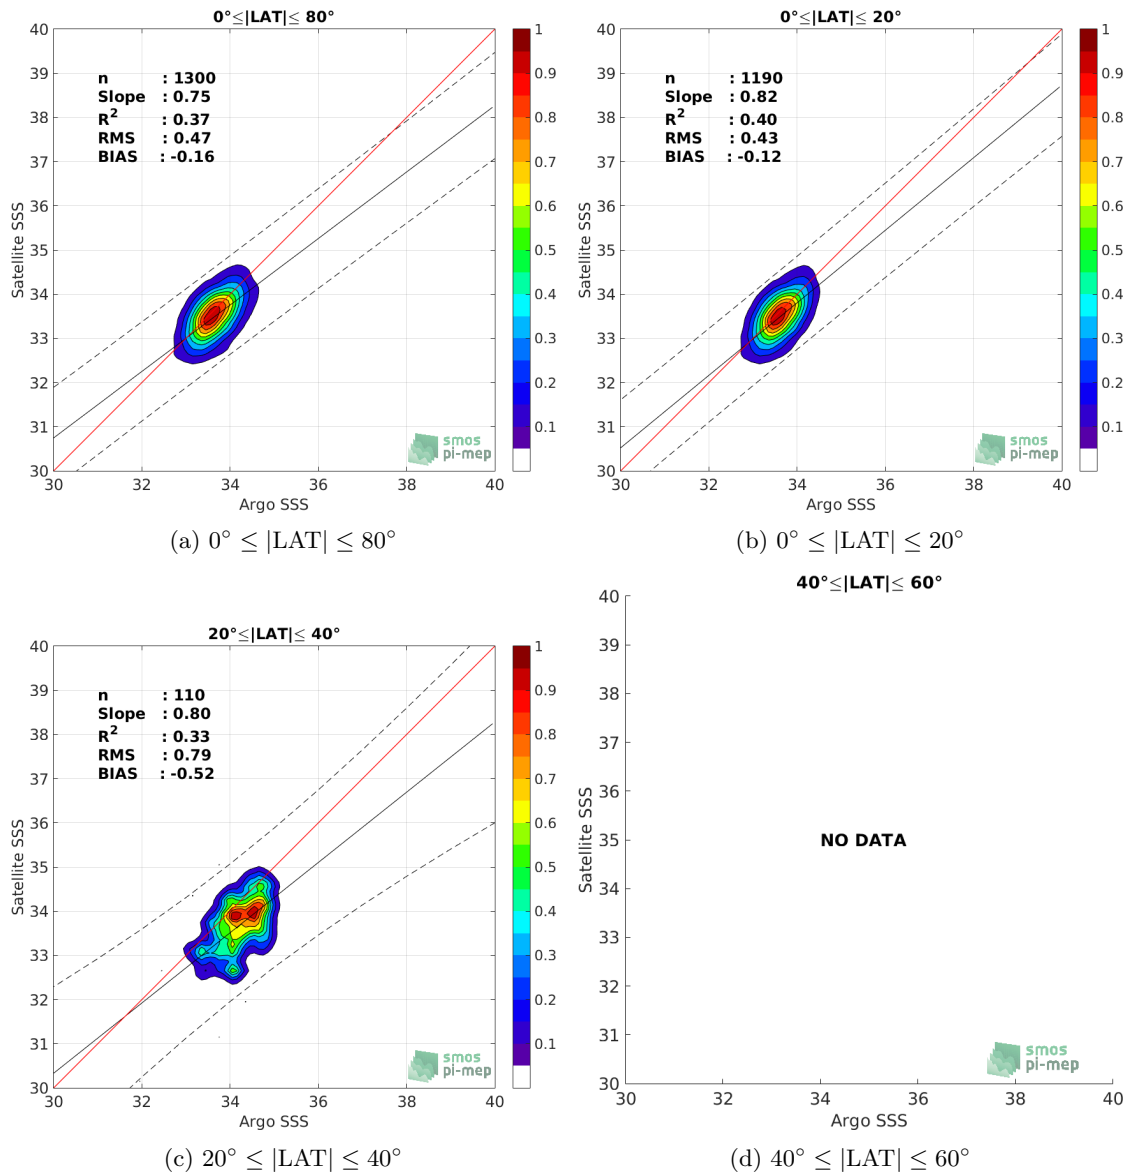 0°≤|LAT|≤ 80°
40
39
38
37
36
35
34
33
32
31
30
Satellite SSS
n : 1300
Slope : 0.75
R² : 0.37
RMS : 0.47
BIAS : -0.16
smos
pi-mep
30 32 34 36 38 40
Argo SSS
1
0.9
0.8
0.7
0.6
0.5
0.4
0.3
0.2
0.1
(a) 0° ≤ |LAT| ≤ 80°
0°≤|LAT|≤ 20°
40
39
38
37
36
35
34
33
32
31
30
Satellite SSS
n : 1190
Slope : 0.82
R² : 0.40
RMS : 0.43
BIAS : -0.12
smos
pi-mep
30 32 34 36 38 40
Argo SSS
1
0.9
0.8
0.7
0.6
0.5
0.4
0.3
0.2
0.1
(b) 0° ≤ |LAT| ≤ 20°
20°≤|LAT|≤ 40°
40
39
38
37
36
35
34
33
32
31
30
Satellite SSS
n : 110
Slope : 0.80
R² : 0.33
RMS : 0.79
BIAS : -0.52
smos
pi-mep
30 32 34 36 38 40
Argo SSS
1
0.9
0.8
0.7
0.6
0.5
0.4
0.3
0.2
0.1
(c) 20° ≤ |LAT| ≤ 40°
40°≤|LAT|≤ 60°
40
39
38
37
36
35
34
33
32
31
30
Satellite SSS
NO DATA
smos
pi-mep
30 32 34 36 38 40
Argo SSS
(d) 40° ≤ |LAT| ≤ 60°